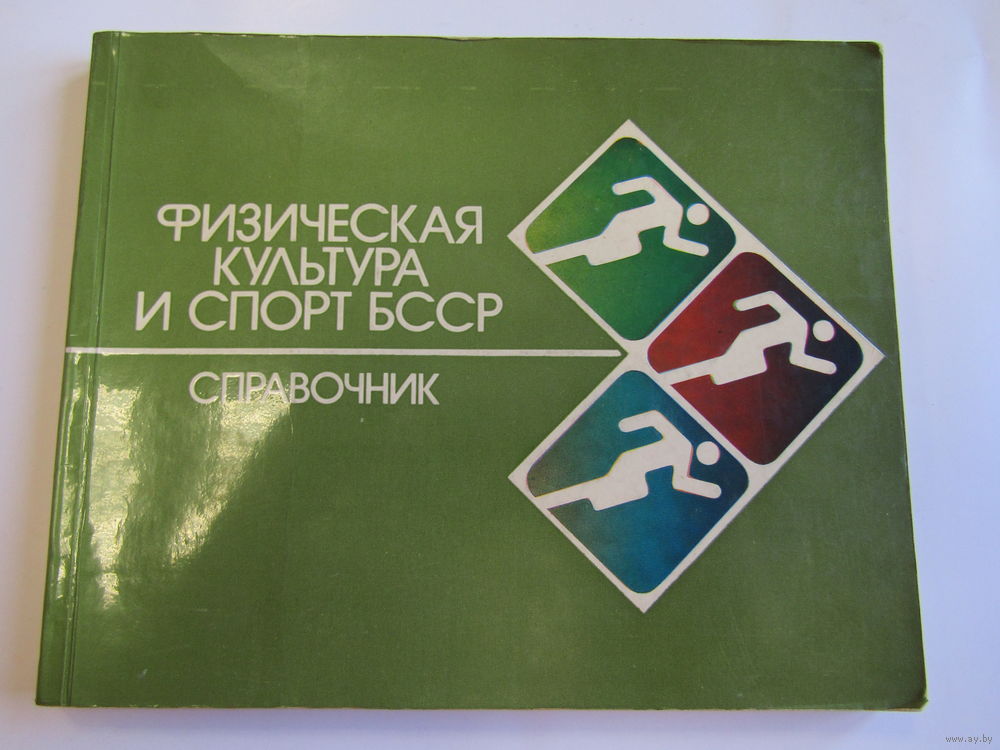 ФИЗИЧЕСКАЯ
КУЛЬТУРА
И СПОРТ БССР
СПРАВОЧНИК
www.ay.by